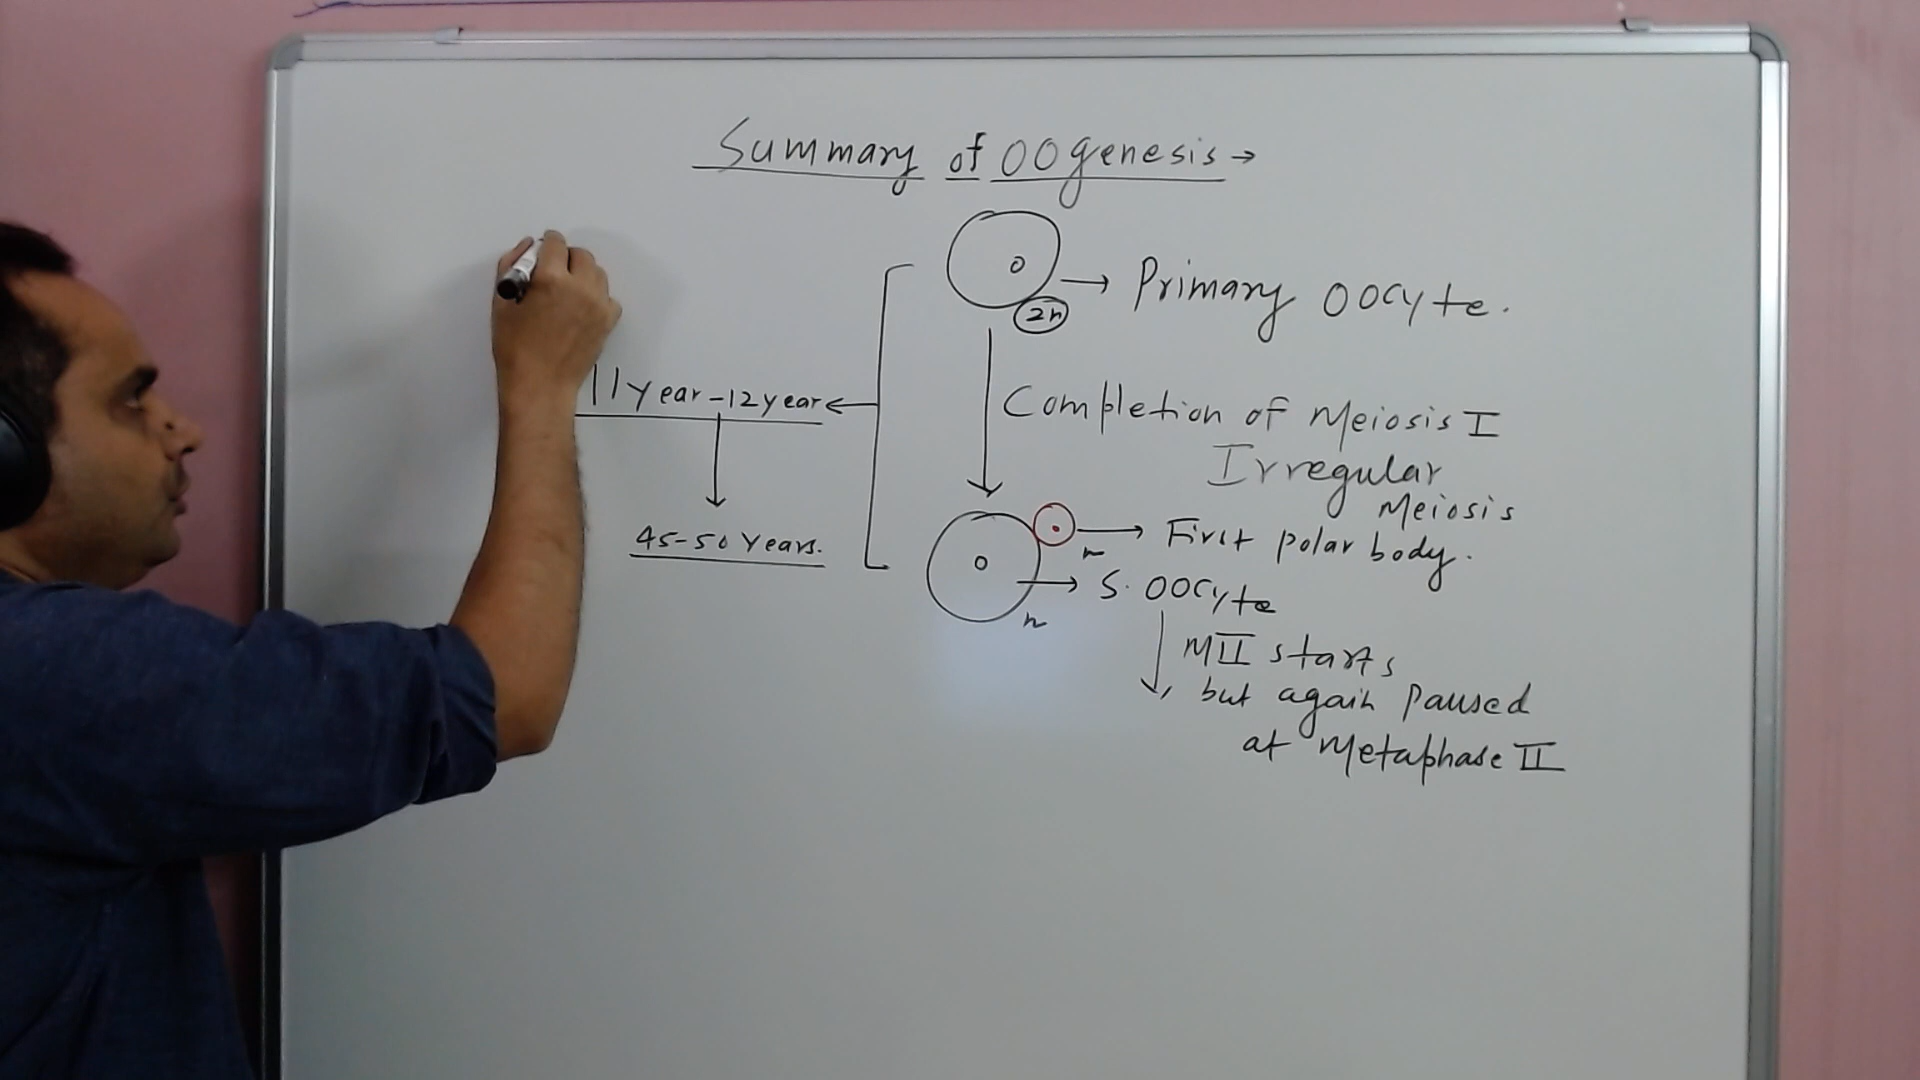 Summary of OOgenesis →
2n
→ Primary OOcyte.
11year-12year ←
Completion of Meiosis I
Irregular
Meiosis
45-50 Years.
n → First polar body.
n → S. OOcyte
MII starts
but again Paused
at Metaphase II